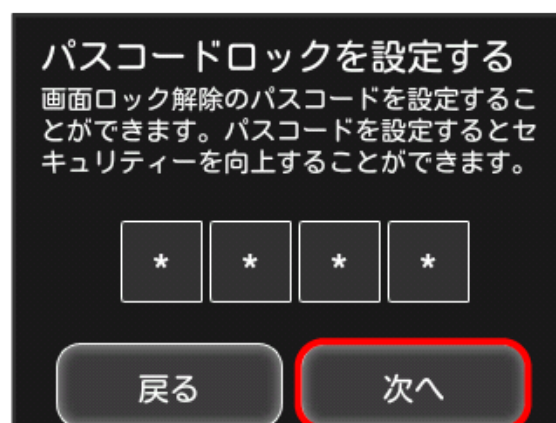 パスコードロックを設定する
画面ロック解除のパスコードを設定するこ
とができます。パスコードを設定するとセ
キュリティーを向上することができます。
* * * *
戻る 次へ